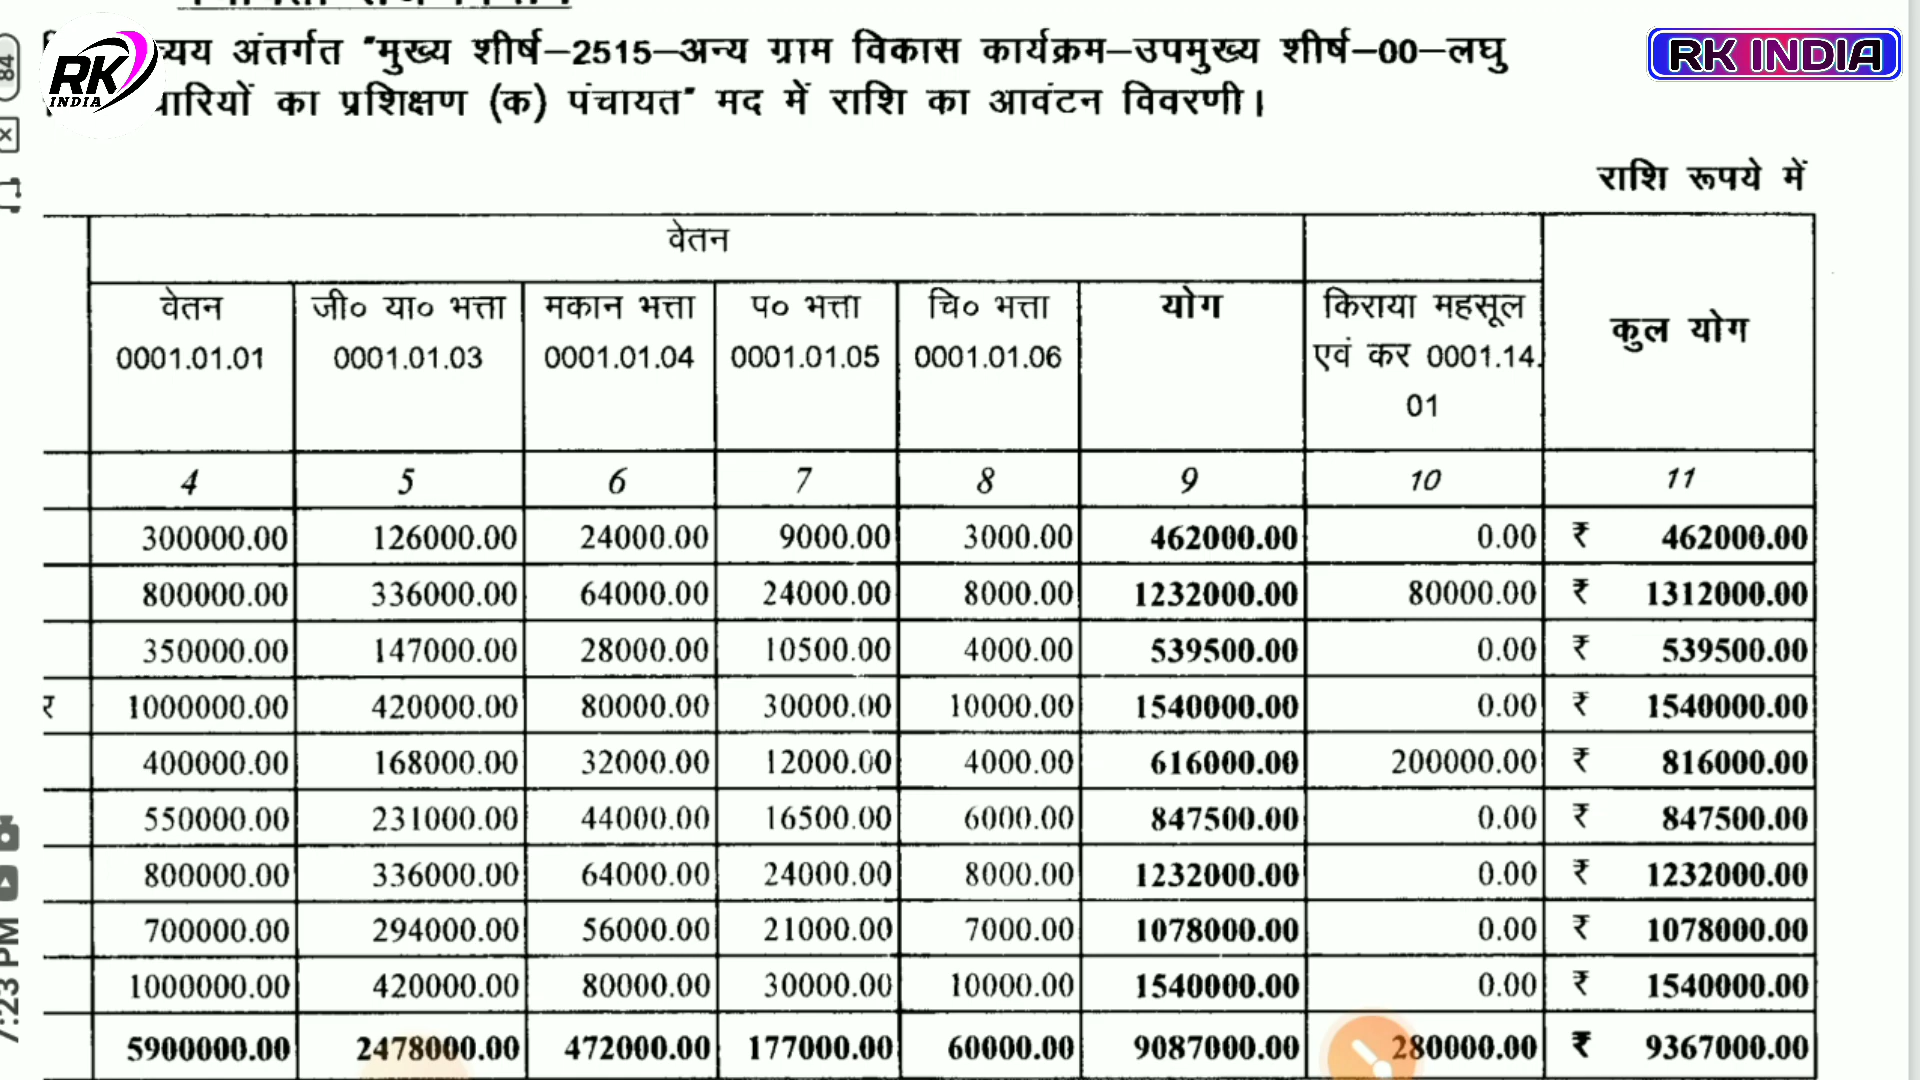 व्यय अंतर्गत "मुख्य शीर्ष–2515–अन्य ग्राम विकास कार्यक्रम–उपमुख्य शीर्ष–00–लघु
का प्रशिक्षण (क) पंचायत" मद में राशि का आवंटन विवरणी।
RK
INDIA
RK INDIA
84
राशि रूपये में
वेतन
वेतन 0001.01.01 जी० या० भत्ता 0001.01.03 मकान भत्ता 0001.01.04 प० भत्ता 0001.01.05 चि० भत्ता 0001.01.06 योग किराया महसूल एवं कर 0001.14.01 कुल योग
4 5 6 7 8 9 10 11
300000.00 126000.00 24000.00 9000.00 3000.00 462000.00 0.00 ₹ 462000.00
800000.00 336000.00 64000.00 24000.00 8000.00 1232000.00 80000.00 ₹ 1312000.00
350000.00 147000.00 28000.00 10500.00 4000.00 539500.00 0.00 ₹ 539500.00
र 1000000.00 420000.00 80000.00 30000.00 10000.00 1540000.00 0.00 ₹ 1540000.00
400000.00 168000.00 32000.00 12000.00 4000.00 616000.00 200000.00 ₹ 816000.00
550000.00 231000.00 44000.00 16500.00 6000.00 847500.00 0.00 ₹ 847500.00
800000.00 336000.00 64000.00 24000.00 8000.00 1232000.00 0.00 ₹ 1232000.00
700000.00 294000.00 56000.00 21000.00 7000.00 1078000.00 0.00 ₹ 1078000.00
1000000.00 420000.00 80000.00 30000.00 10000.00 1540000.00 0.00 ₹ 1540000.00
5900000.00 2478000.00 472000.00 177000.00 60000.00 9087000.00 280000.00 ₹ 9367000.00
7:23 PM